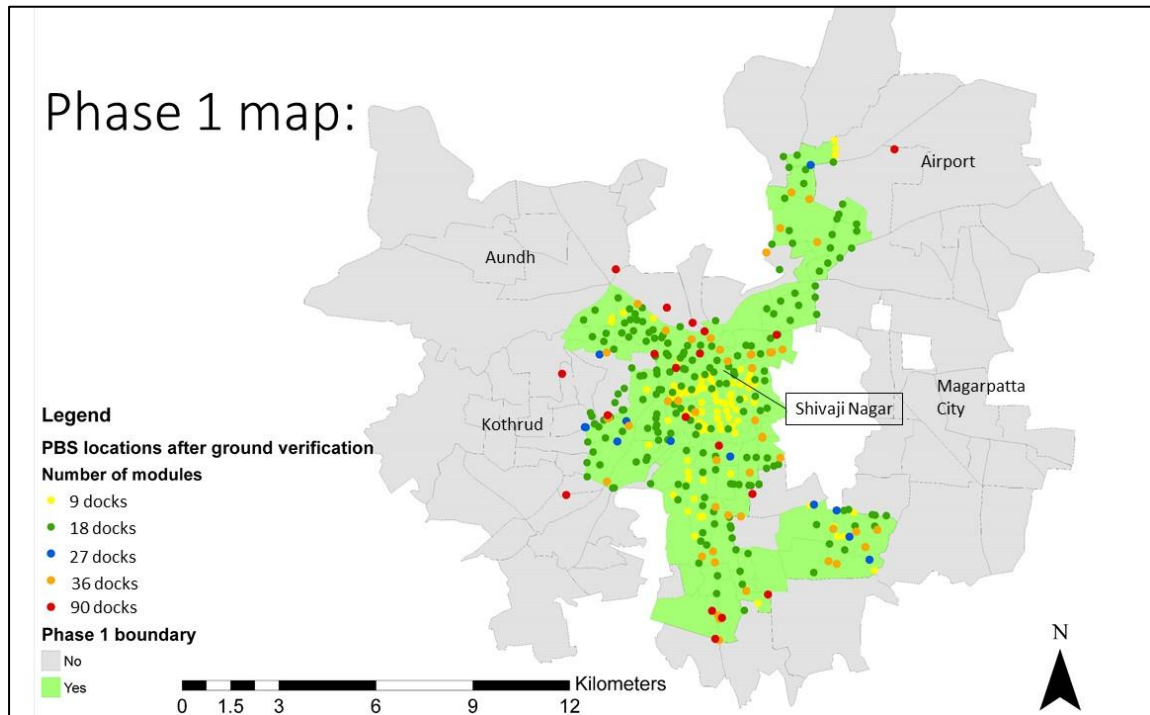 Phase 1 map:
Airport
Aundh
Magarpatta
City
Shivaji Nagar
Kothrud
Legend
PBS locations after ground verification
Number of modules
9 docks
18 docks
27 docks
36 docks
90 docks
Phase 1 boundary
No
Yes
Kilometers
0 1.5 3 6 9 12
N